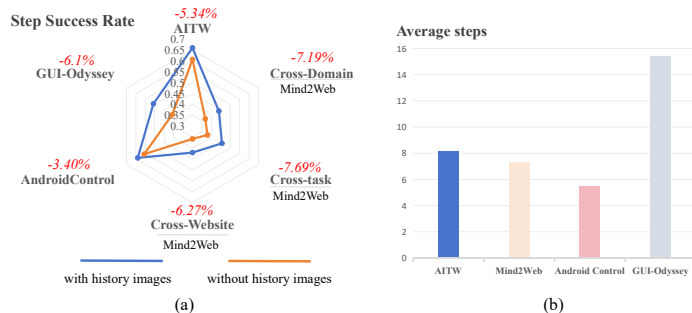 Step Success Rate
-5.34%
AITW
0.7
0.65
0.6
0.55
0.5
0.45
0.4
0.35
0.3
-7.19%
Cross-Domain
Mind2Web
-7.69%
Cross-task
Mind2Web
-6.27%
Cross-Website
Mind2Web
-3.40%
AndroidControl
-6.1%
GUI-Odyssey
with history images
without history images
(a)
Average steps
16
14
12
10
8
6
4
2
0
AITW
Mind2Web
Android Control
GUI-Odyssey
(b)